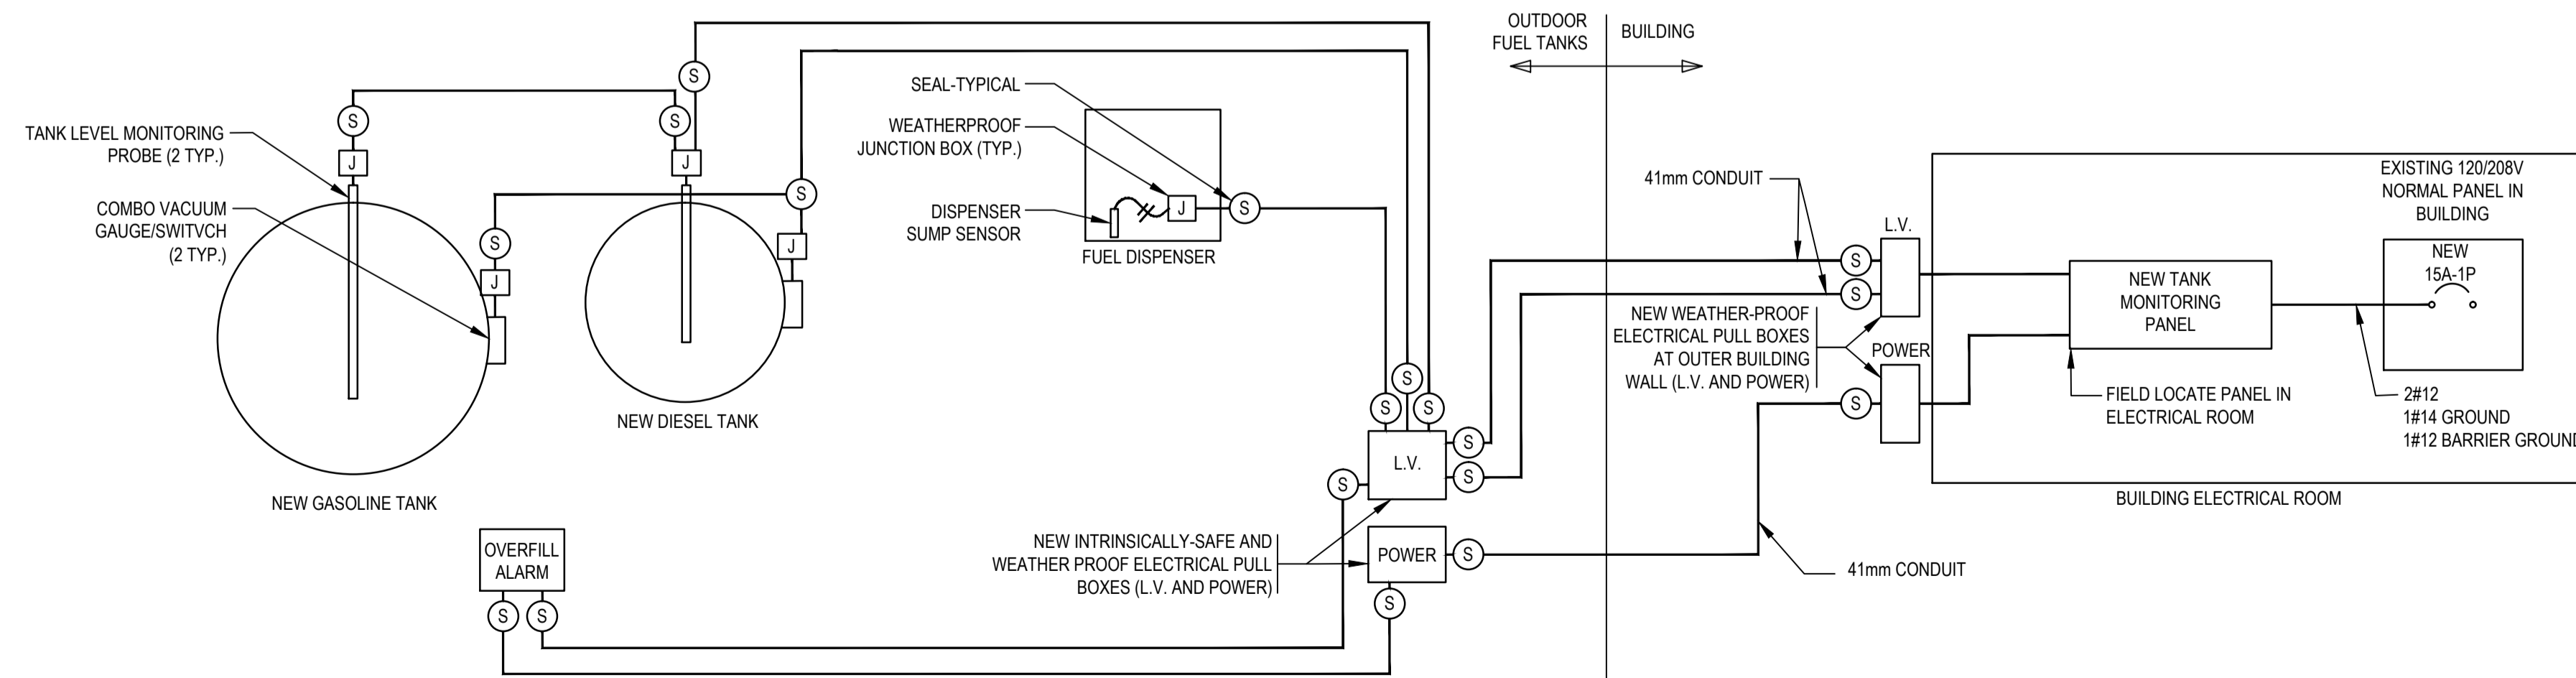 OUTDOOR
FUEL TANKS
BUILDING
S
S
S
J
J
TANK LEVEL MONITORING
PROBE (2 TYP.)
COMBO VACUUM
GAUGE/SWITVCH
(2 TYP.)
S
J
S
J
NEW GASOLINE TANK
NEW DIESEL TANK
SEAL-TYPICAL
WEATHERPROOF
JUNCTION BOX (TYP.)
DISPENSER
SUMP SENSOR
J
S
FUEL DISPENSER
S
S
S
L.V.
S
S
S
NEW INTRINSICALLY-SAFE AND
WEATHER PROOF ELECTRICAL PULL
BOXES (L.V. AND POWER)
POWER
S
S
OVERFILL
ALARM
S
S
41mm CONDUIT
L.V.
S
S
NEW WEATHER-PROOF
ELECTRICAL PULL BOXES
AT OUTER BUILDING
WALL (L.V. AND POWER)
POWER
S
41mm CONDUIT
NEW TANK
MONITORING
PANEL
FIELD LOCATE PANEL IN
ELECTRICAL ROOM
EXISTING 120/208V
NORMAL PANEL IN
BUILDING
NEW
15A-1P
2#12
1#14 GROUND
1#12 BARRIER GROUND
BUILDING ELECTRICAL ROOM